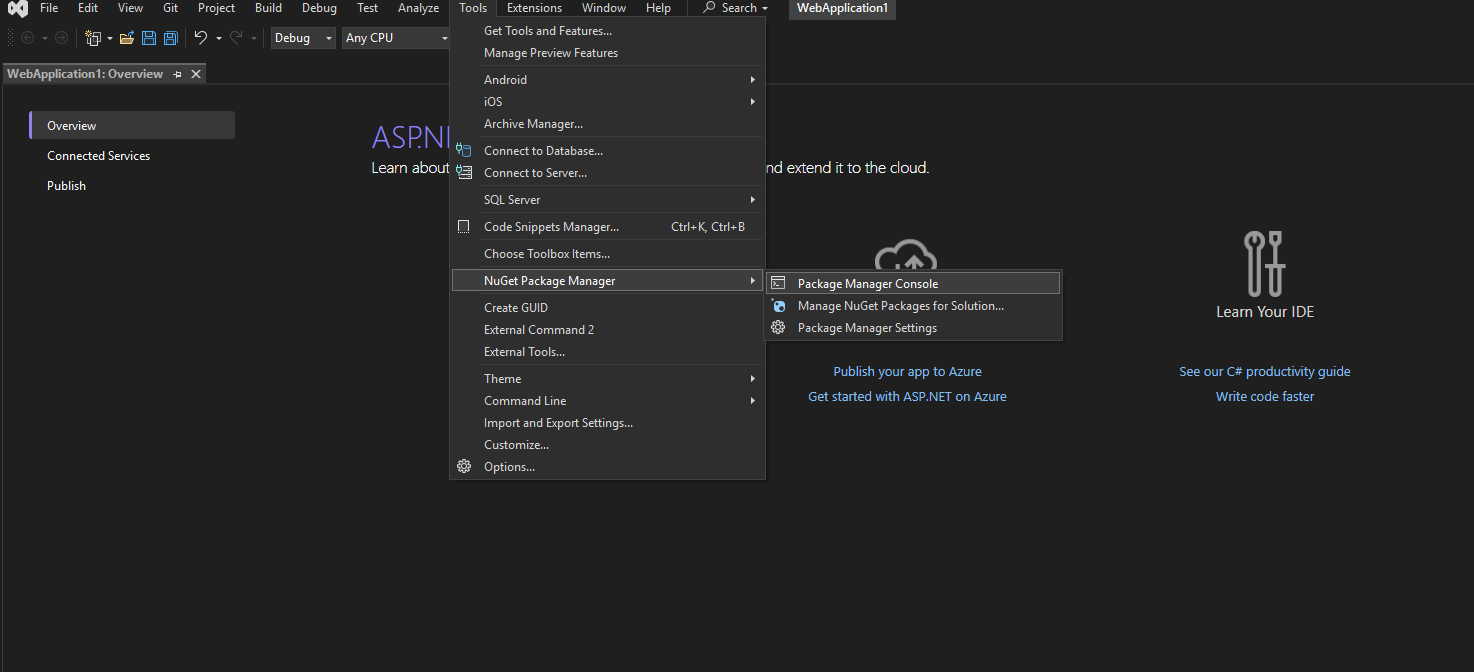 File Edit View Git Project Build Debug Test Analyze Tools Extensions Window Help Search WebApplication1
Debug Any CPU
WebApplication1: Overview
Overview
Connected Services
Publish
ASP.N
Learn about
nd extend it to the cloud.
Get Tools and Features...
Manage Preview Features
Android
iOS
Archive Manager...
Connect to Database...
Connect to Server...
SQL Server
Code Snippets Manager... Ctrl+K, Ctrl+B
Choose Toolbox Items...
NuGet Package Manager
Create GUID
External Command 2
External Tools...
Theme
Command Line
Import and Export Settings...
Customize...
Options...
Package Manager Console
Manage NuGet Packages for Solution...
Package Manager Settings
Publish your app to Azure
Get started with ASP.NET on Azure
Learn Your IDE
See our C# productivity guide
Write code faster